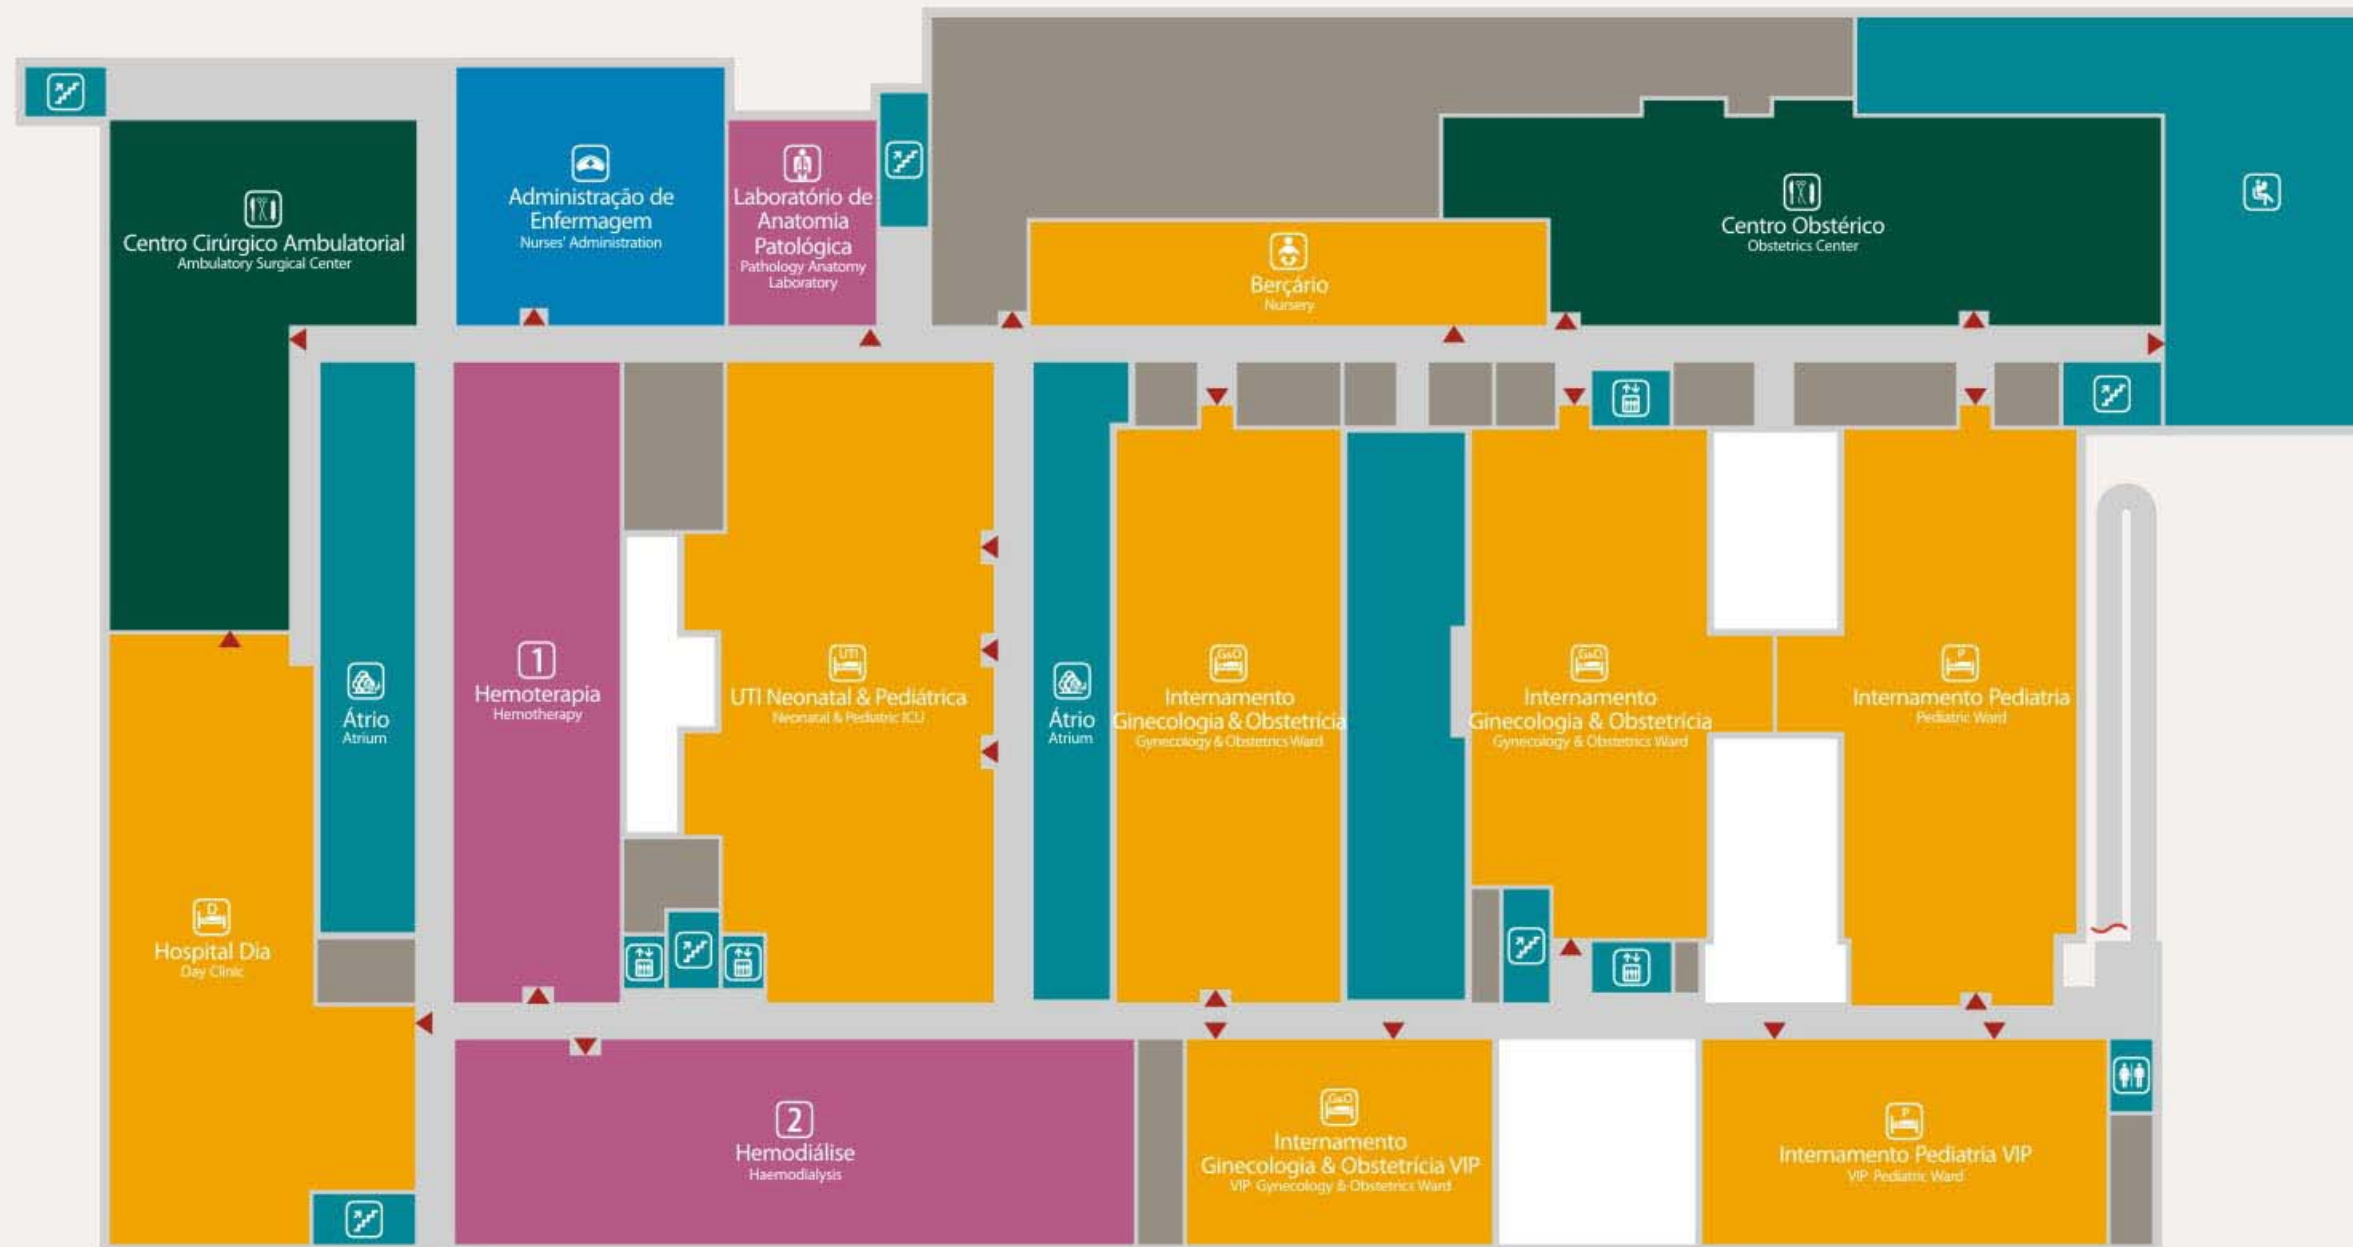 Centro Cirúrgico Ambulatorial
Ambulatory Surgical Center
Administração de
Enfermagem
Nurses' Administration
Laboratório de
Anatomia
Patológica
Pathology Anatomy
Laboratory
Berçário
Nursery
Centro Obstérico
Obstetrics Center
Átrio
Atrium
1
Hemoterapia
Hemotherapy
UTI
UTI Neonatal & Pediátrica
Neonatal & Pediatric ICU
Átrio
Atrium
G&O
Internamento
Ginecologia & Obstetrícia
Gynecology & Obstetrics Ward
G&O
Internamento
Ginecologia & Obstetrícia
Gynecology & Obstetrics Ward
P
Internamento Pediatria
Pediatric Ward
D
Hospital Dia
Day Clinic
2
Hemodiálise
Haemodialysis
G&O
Internamento
Ginecologia & Obstetrícia VIP
VIP Gynecology & Obstetrics Ward
P
Internamento Pediatria VIP
VIP Pediatric Ward